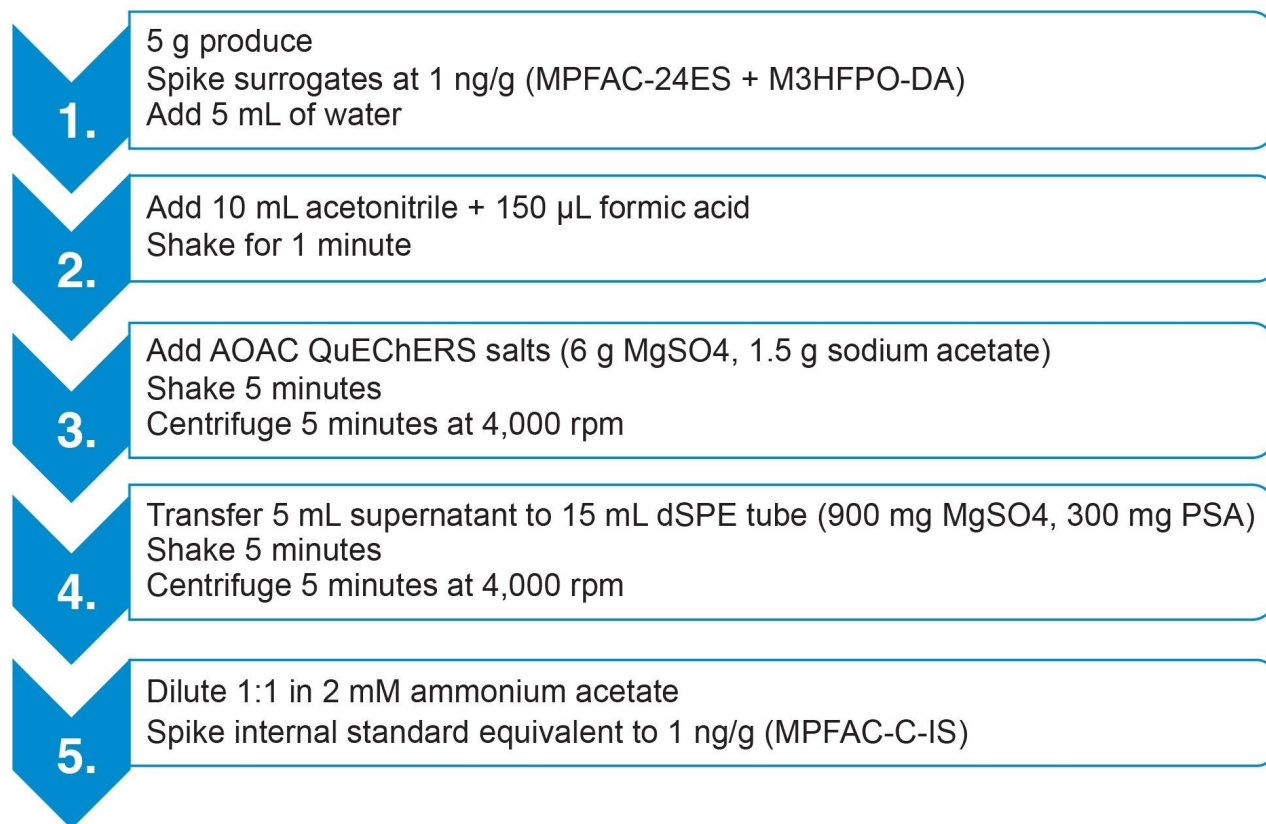 1.
5 g produce
Spike surrogates at 1 ng/g (MPFAC-24ES + M3HFPO-DA)
Add 5 mL of water
2.
Add 10 mL acetonitrile + 150 µL formic acid
Shake for 1 minute
3.
Add AOAC QuEChERS salts (6 g MgSO4, 1.5 g sodium acetate)
Shake 5 minutes
Centrifuge 5 minutes at 4,000 rpm
4.
Transfer 5 mL supernatant to 15 mL dSPE tube (900 mg MgSO4, 300 mg PSA)
Shake 5 minutes
Centrifuge 5 minutes at 4,000 rpm
5.
Dilute 1:1 in 2 mM ammonium acetate
Spike internal standard equivalent to 1 ng/g (MPFAC-C-IS)